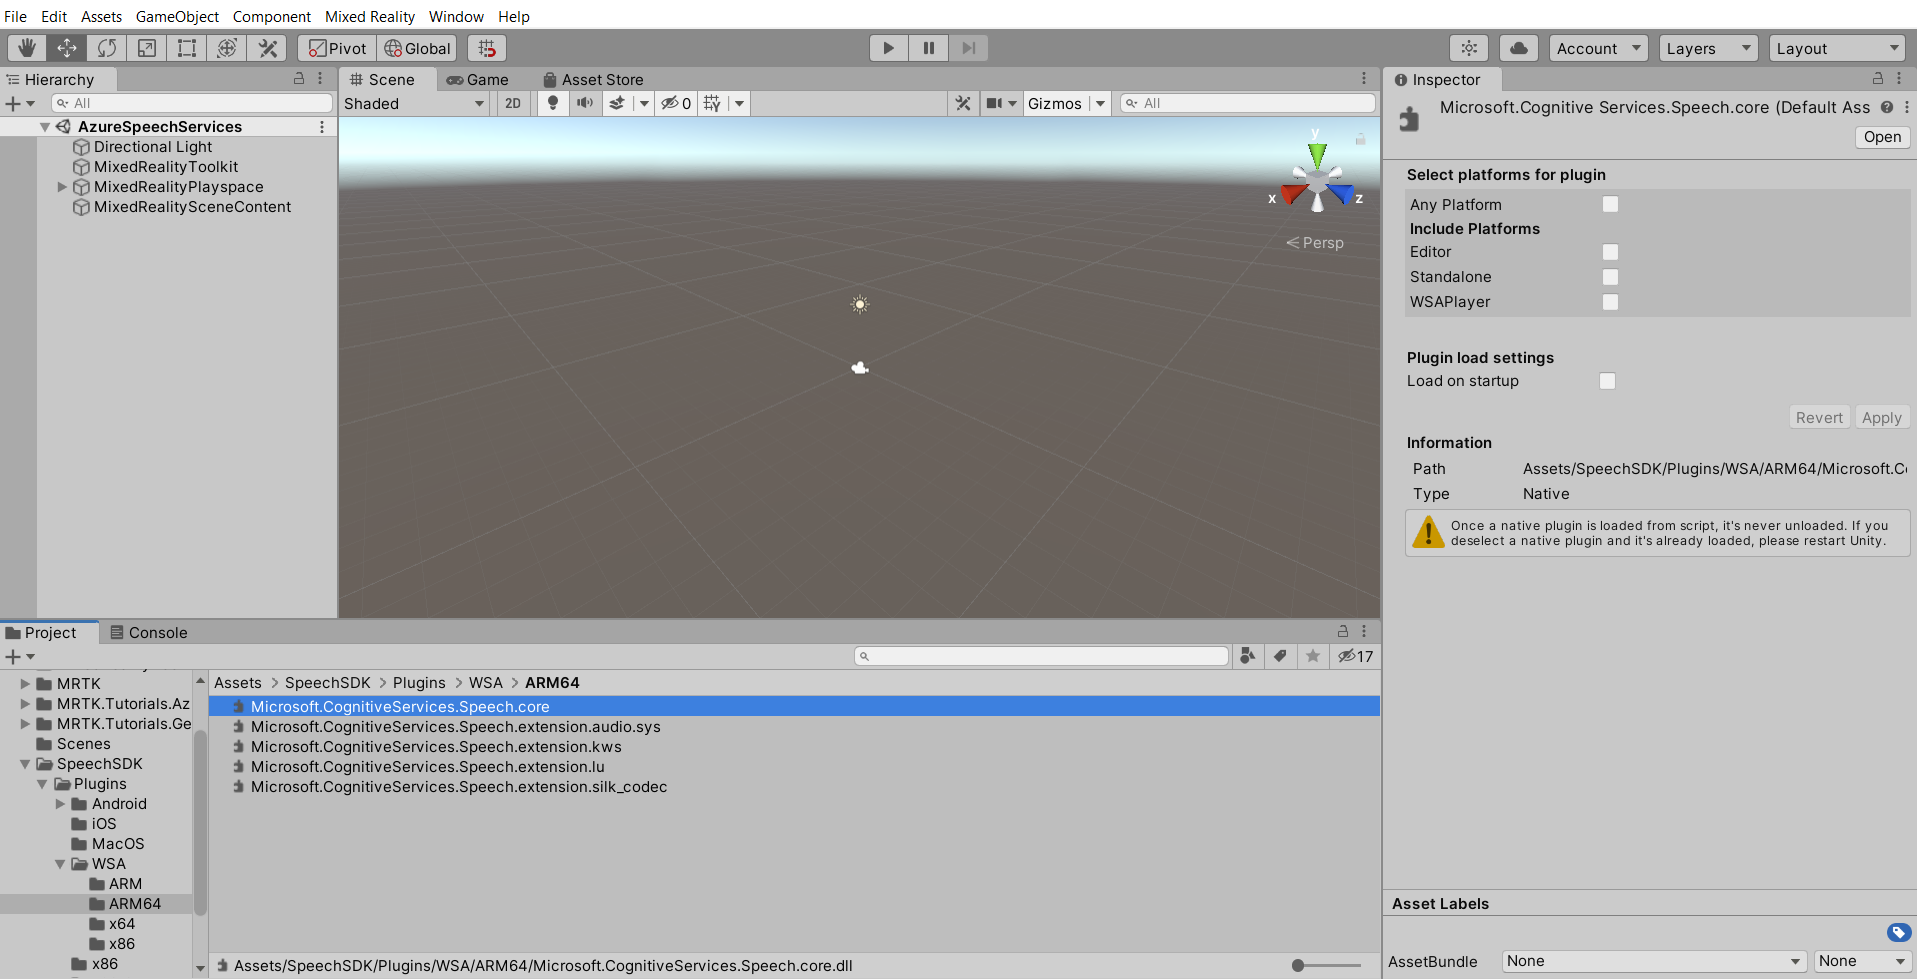 File Edit Assets GameObject Component Mixed Reality Window Help
Pivot Global Account Layers Layout
Hierarchy
All
AzureSpeechServices
Directional Light
MixedRealityToolkit
MixedRealityPlayspace
MixedRealitySceneContent
Scene Game Asset Store
Shaded 2D 0 Gizmos All
y
x z
Persp
Inspector
Microsoft.Cognitive Services.Speech.core (Default Ass
Open
Select platforms for plugin
Any Platform
Include Platforms
Editor
Standalone
WSAPlayer
Plugin load settings
Load on startup
Revert Apply
Information
Path Assets/SpeechSDK/Plugins/WSA/ARM64/Microsoft.C
Type Native
Once a native plugin is loaded from script, it's never unloaded. If you
deselect a native plugin and it's already loaded, please restart Unity.
Project Console
17
MRTK
MRTK.Tutorials.Az
MRTK.Tutorials.Ge
Scenes
SpeechSDK
Plugins
Android
iOS
MacOS
WSA
ARM
ARM64
x64
x86
x86
Assets > SpeechSDK > Plugins > WSA > ARM64
Microsoft.CognitiveServices.Speech.core
Microsoft.CognitiveServices.Speech.extension.audio.sys
Microsoft.CognitiveServices.Speech.extension.kws
Microsoft.CognitiveServices.Speech.extension.lu
Microsoft.CognitiveServices.Speech.extension.silk_codec
Assets/SpeechSDK/Plugins/WSA/ARM64/Microsoft.CognitiveServices.Speech.core.dll
Asset Labels
AssetBundle None None